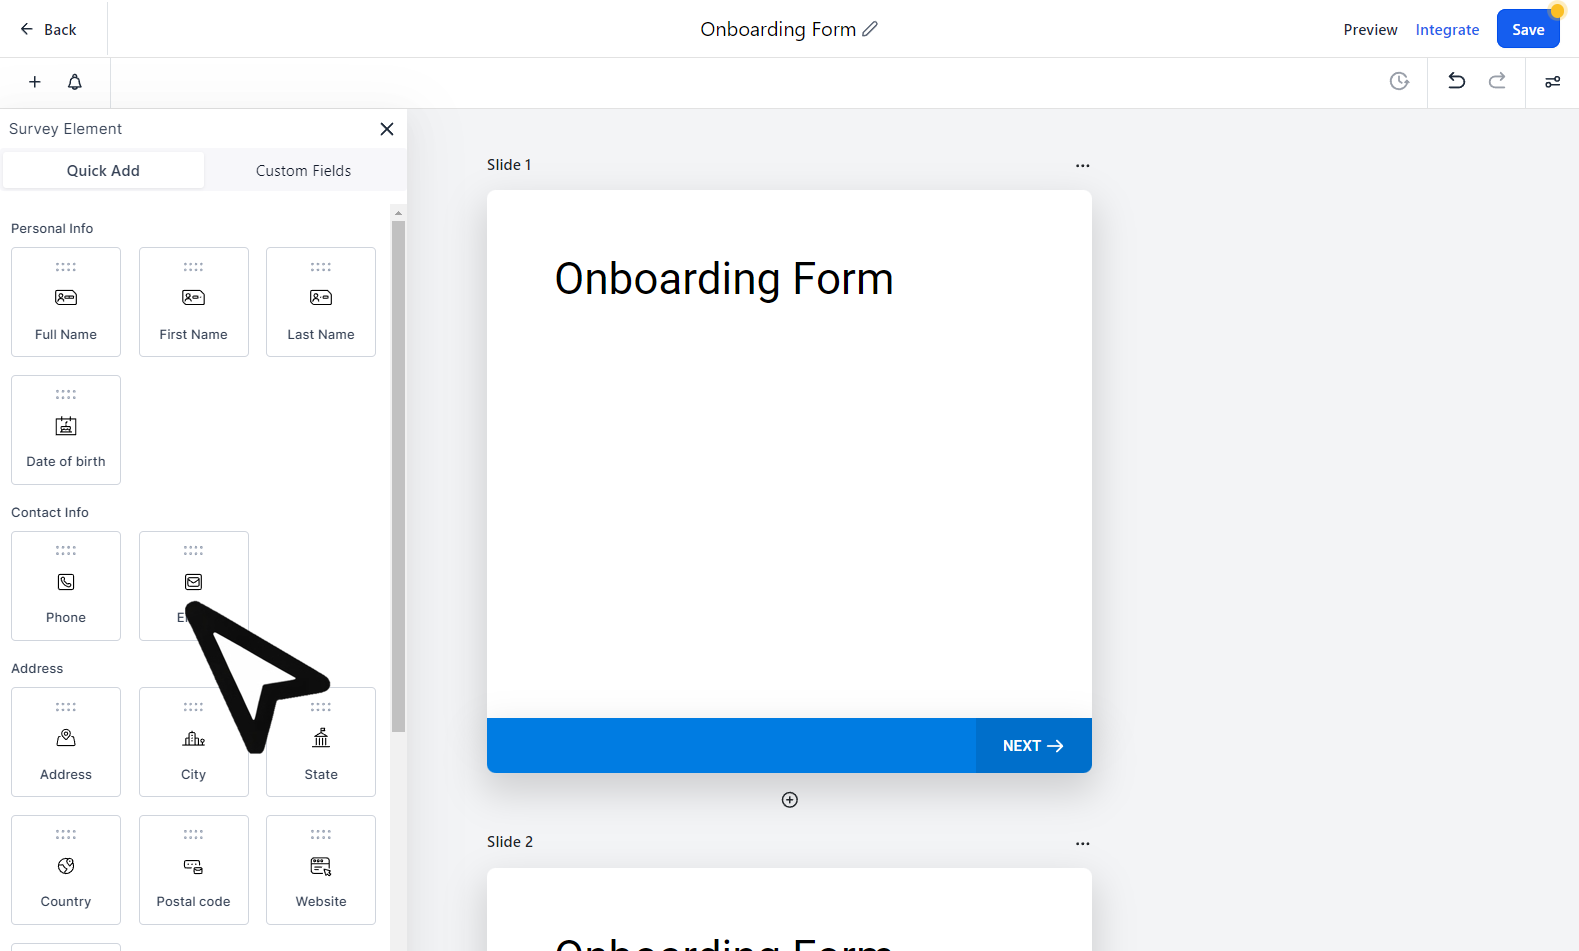 Back
Onboarding Form
Preview
Integrate
Save
Survey Element
Quick Add
Custom Fields
Personal Info
Full Name
First Name
Last Name
Date of birth
Contact Info
Phone
Address
Address
City
State
Country
Postal code
Website
Slide 1
Onboarding Form
NEXT
Slide 2
Onboarding Form